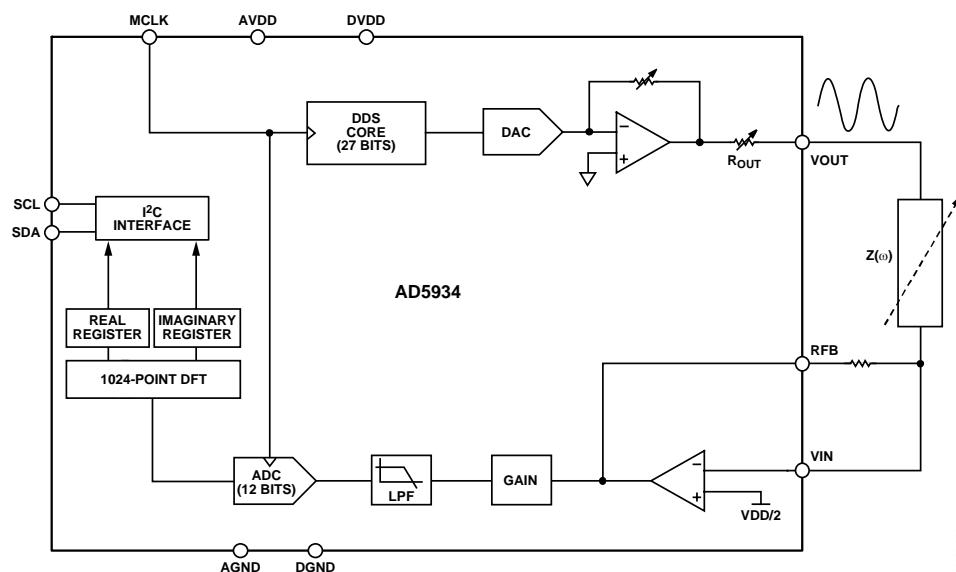 MCLK
AVDD
DVDD
DDS
CORE
(27 BITS)
DAC
ROUT
VOUT
SCL
SDA
I2C
INTERFACE
Z(ω)
AD5934
REAL
REGISTER
IMAGINARY
REGISTER
1024-POINT DFT
RFB
VIN
ADC
(12 BITS)
LPF
GAIN
VDD/2
AGND
DGND